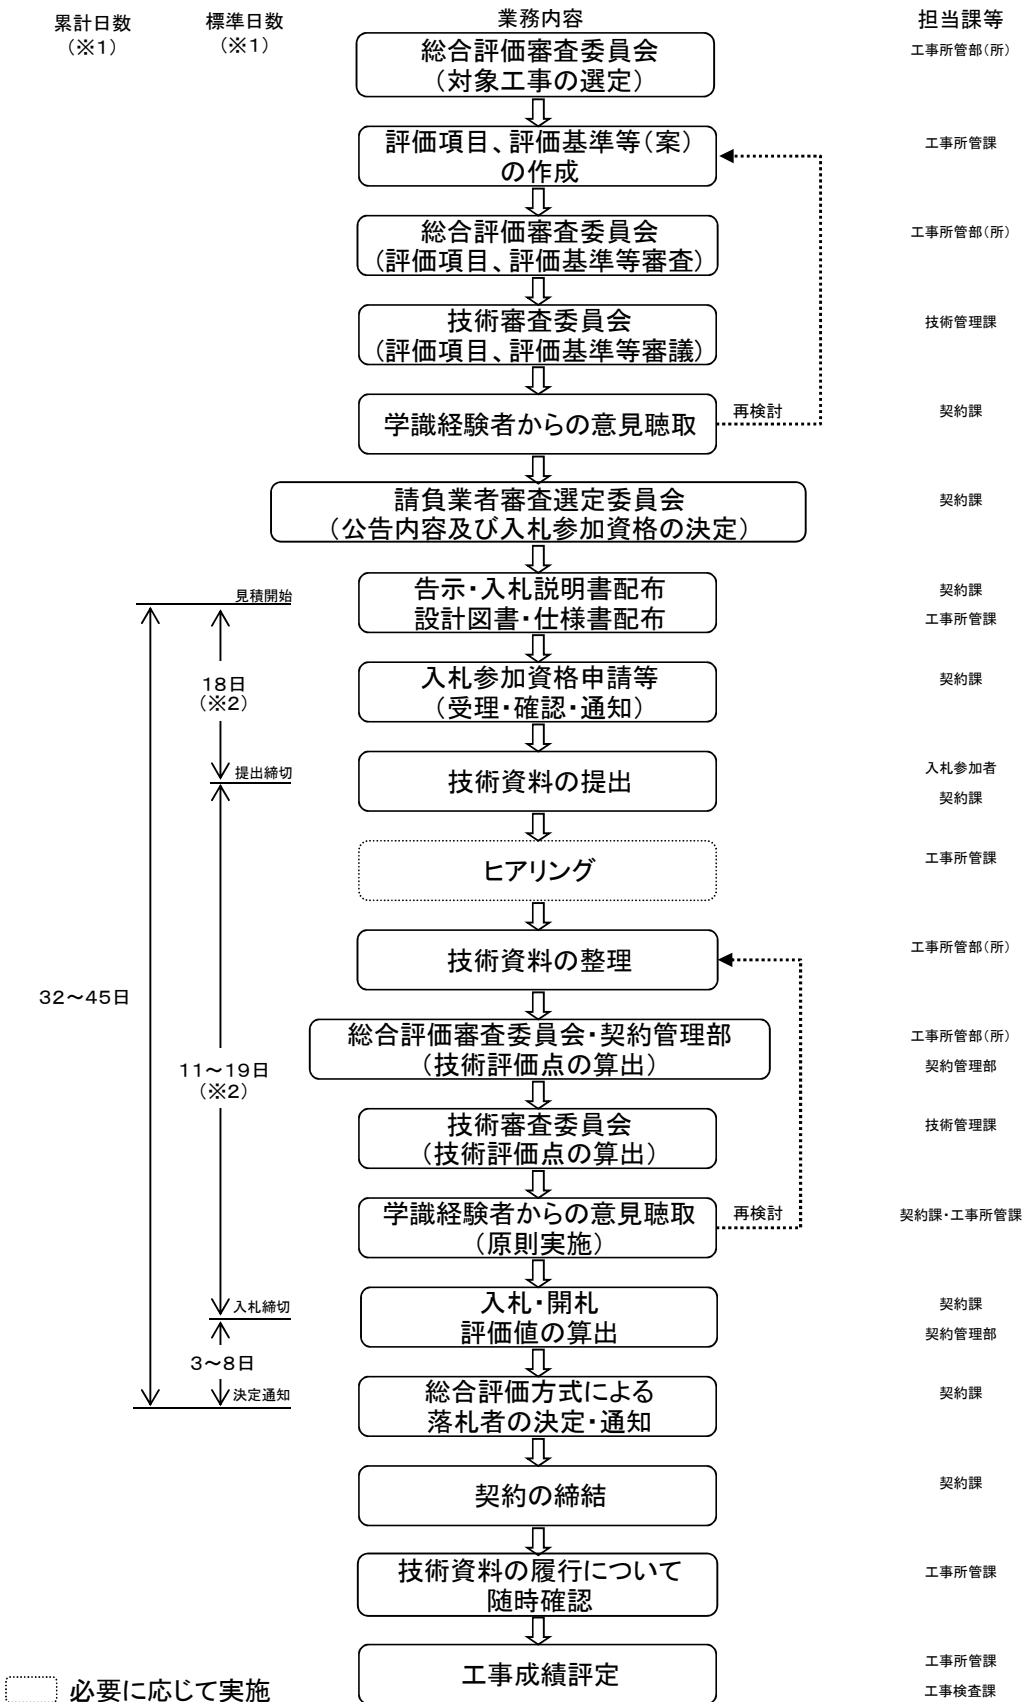 累計日数
（※1）
標準日数
（※1）
業務内容
担当課等
総合評価審査委員会
（対象工事の選定）
工事所管部（所）
評価項目、評価基準等（案）
の作成
工事所管課
総合評価審査委員会
（評価項目、評価基準等審査）
工事所管部（所）
技術審査委員会
（評価項目、評価基準等審議）
技術管理課
学識経験者からの意見聴取
再検討
契約課
請負業者審査選定委員会
（公告内容及び入札参加資格の決定）
契約課
見積開始
告示・入札説明書配布
設計図書・仕様書配布
契約課
工事所管課
18日
（※2）
入札参加資格申請等
（受理・確認・通知）
契約課
提出締切
技術資料の提出
入札参加者
契約課
ヒアリング
工事所管課
技術資料の整理
工事所管部（所）
32～45日
総合評価審査委員会・契約管理部
（技術評価点の算出）
工事所管部（所）
契約管理部
11～19日
（※2）
技術審査委員会
（技術評価点の算出）
技術管理課
学識経験者からの意見聴取
（原則実施）
再検討
契約課・工事所管課
入札締切
入札・開札
評価値の算出
契約課
契約管理部
3～8日
決定通知
総合評価方式による
落札者の決定・通知
契約課
契約の締結
契約課
技術資料の履行について
随時確認
工事所管課
工事成績評定
工事所管課
工事検査課
必要に応じて実施